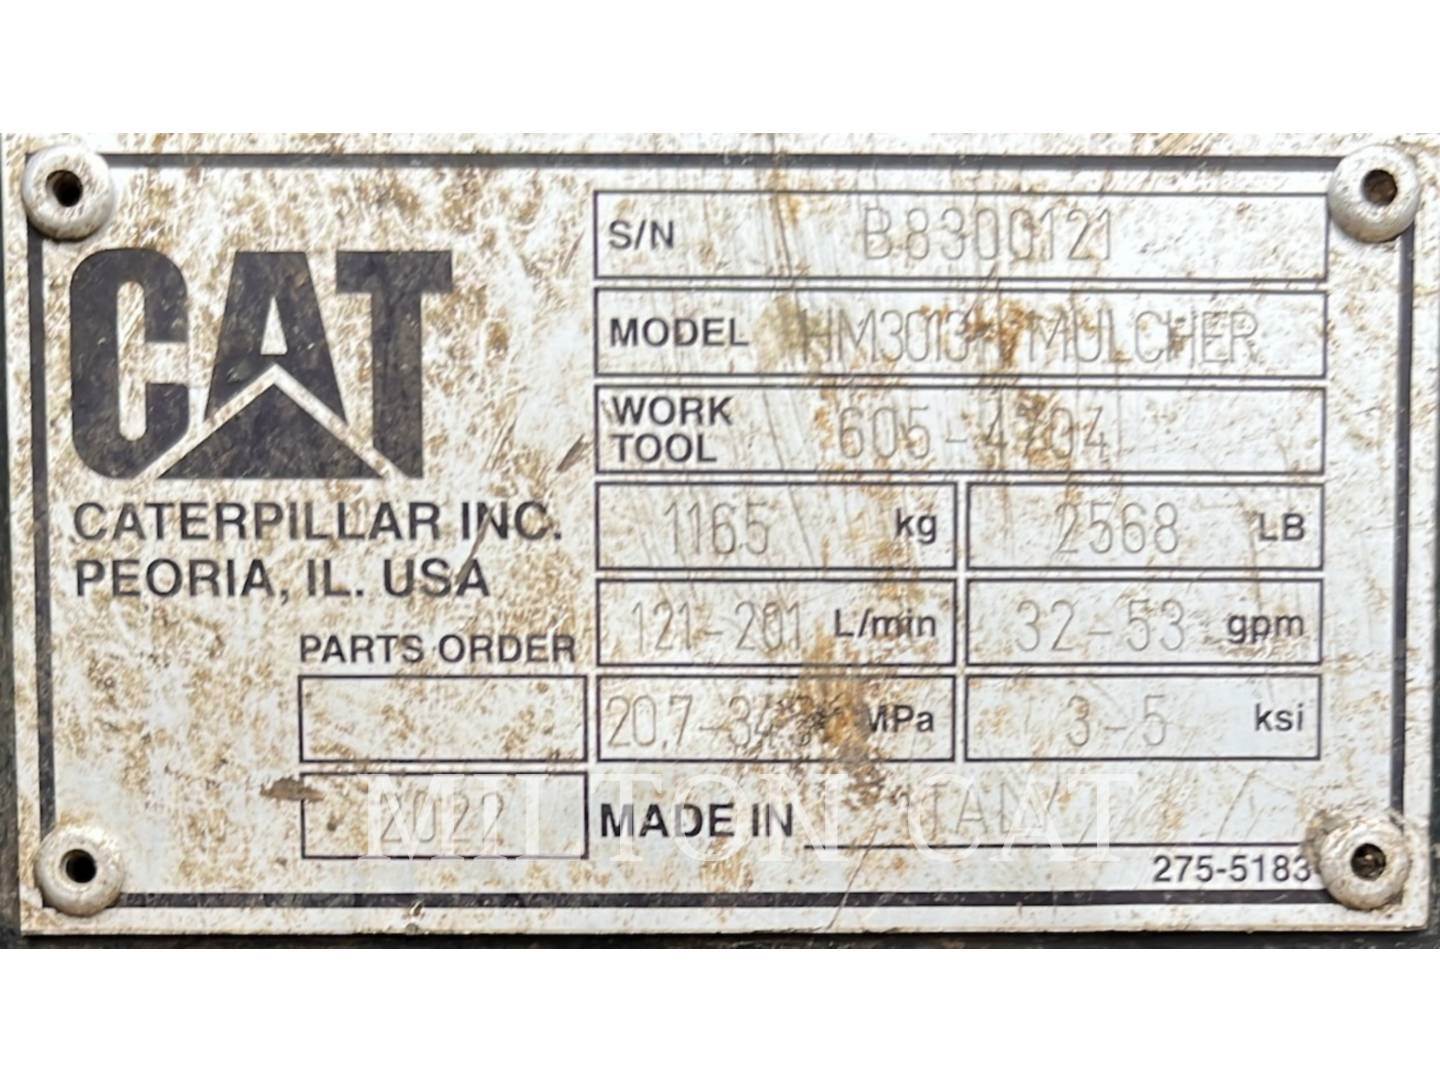 CAT
CATERPILLAR INC.
PEORIA, IL. USA
S/N B8300121
MODEL MULCHER
WORK TOOL 605-4704
1165 kg 2568 LB
121-201 L/min 32-53 gpm
PARTS ORDER
MPa 3-5 ksi
2022 MADE IN ITALY
275-5183
MILTON CAT